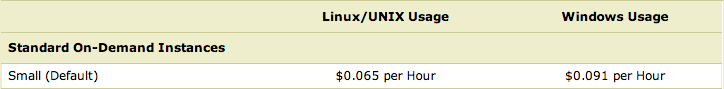 Linux/UNIX Usage Windows Usage
Standard On-Demand Instances
Small (Default) $0.065 per Hour $0.091 per Hour